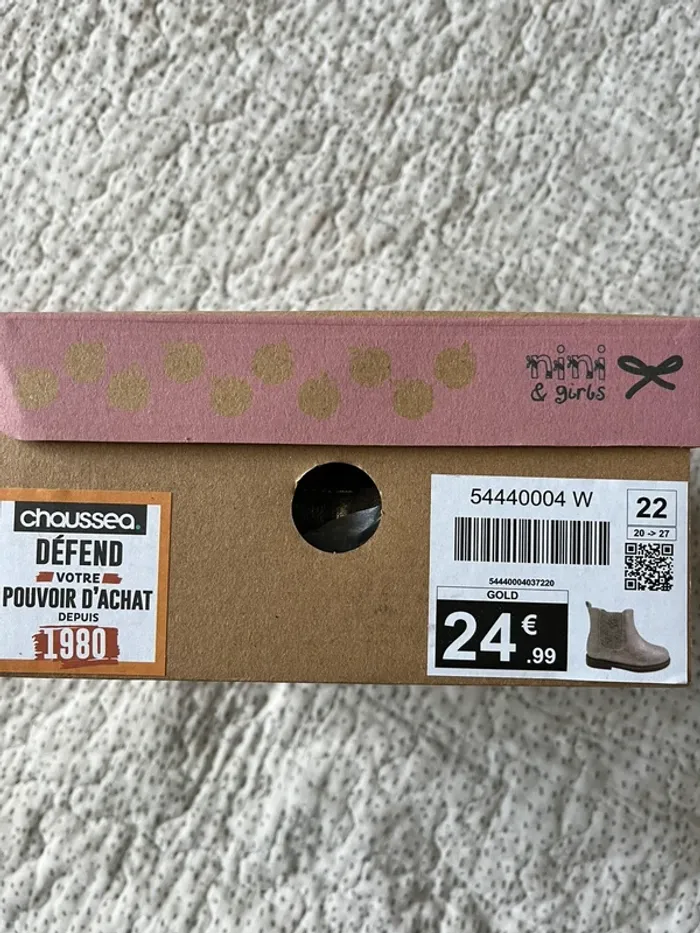 nini
& girls
chaussea.
DÉFEND
VOTRE
POUVOIR D'ACHAT
DEPUIS
1980
54440004 W
22
20 -> 27
54440004037220
GOLD
24 €
.99